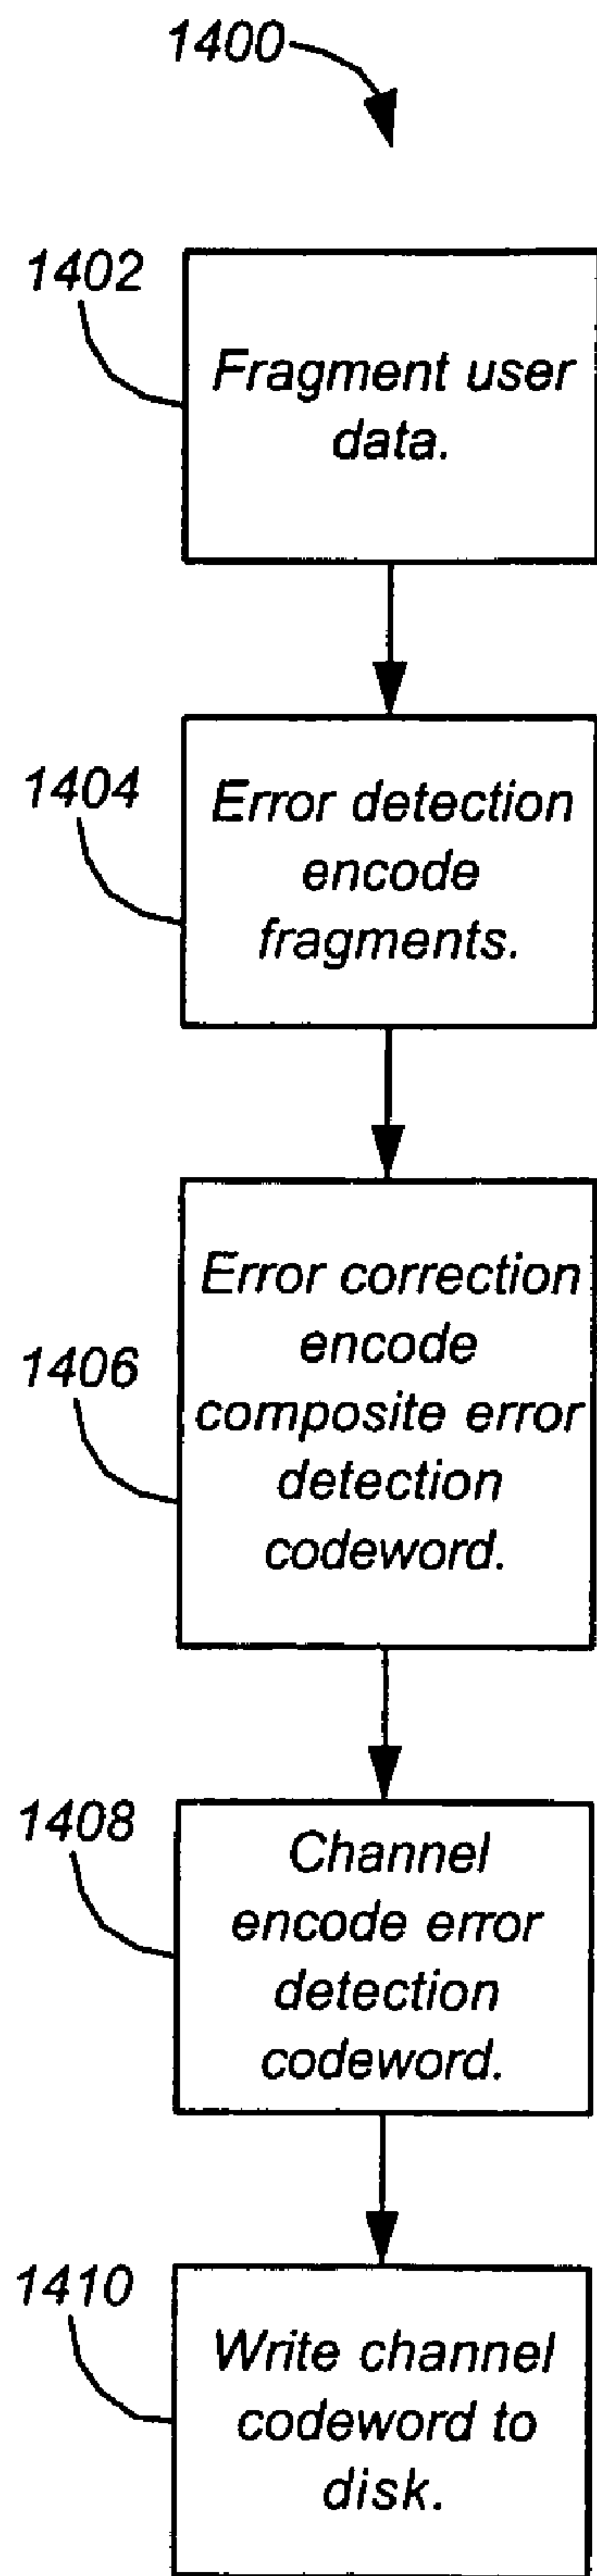 1400
1402
Fragment user
data.
1404
Error detection
encode
fragments.
1406
Error correction
encode
composite error
detection
codeword.
1408
Channel
encode error
detection
codeword.
1410
Write channel
codeword to
disk.